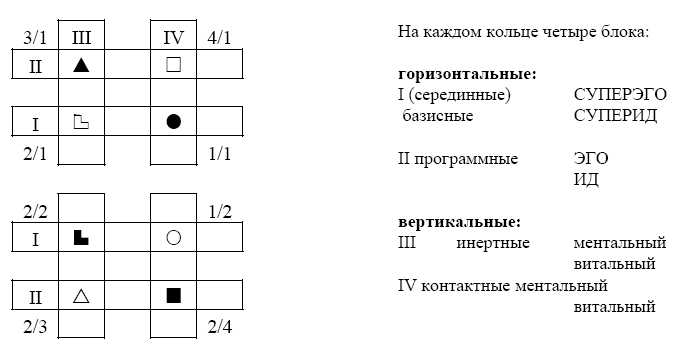 3/1 III IV 4/1
II
I
2/1 1/1
2/2 1/2
I
II
2/3 2/4
На каждом кольце четыре блока:
горизонтальные:
I (серединные) СУПЕРЭГО
базисные СУПЕРИД
II программные ЭГО
ИД
вертикальные:
III инертные ментальный
витальный
IV контактные ментальный
витальный